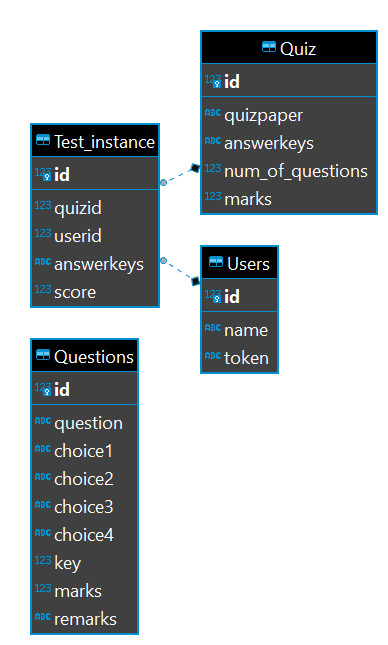 Quiz
123 id
ABC quizpaper
ABC answerkeys
123 num_of_questions
123 marks
Test_instance
123 id
123 quizid
123 userid
ABC answerkeys
123 score
Users
123 id
ABC name
ABC token
Questions
123 id
ABC question
ABC choice1
ABC choice2
ABC choice3
ABC choice4
123 key
123 marks
ABC remarks